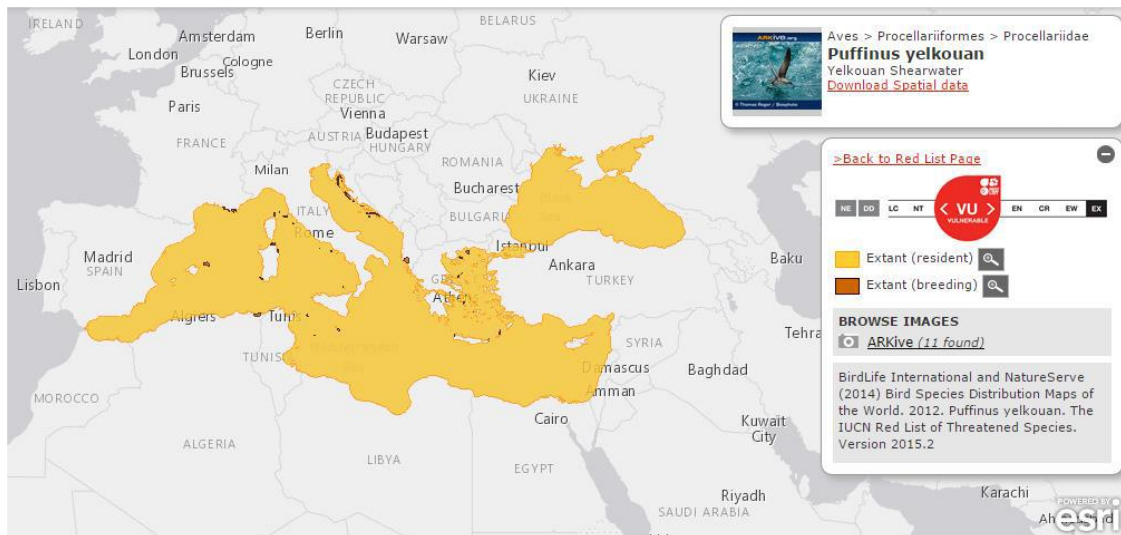 IRELAND
BELARUS
Amsterdam
Berlin
Warsaw
London
Brussels
Cologne
Kiev
CZECH
REPUBLIC
UKRAINE
Paris
Vienna
AUSTRIA
Budapest
HUNGARY
FRANCE
Milan
ROMANIA
Bucharest
ITALY
Rome
BULGARIA
Istanbul
Madrid
SPAIN
Ankara
TURKEY
Baku
Lisbon
Algiers
Tunis
TUNISIA
SYRIA
Damascus
Baghdad
Amman
MOROCCO
Cairo
Kuwait
City
ALGERIA
LIBYA
EGYPT
Riyadh
SAUDI ARABIA
Karachi
ARKIVE.org
Aves > Procellariiformes > Procellariidae
Puffinus yelkouan
Yelkouan Shearwater
Download Spatial data
>Back to Red List Page
NE DD LC NT < VU > EN CR EW EX
VULNERABLE
Extant (resident)
Extant (breeding)
BROWSE IMAGES
ARKive (11 found)
BirdLife International and NatureServe
(2014) Bird Species Distribution Maps of
the World. 2012. Puffinus yelkouan. The
IUCN Red List of Threatened Species.
Version 2015.2
POWERED BY
esri